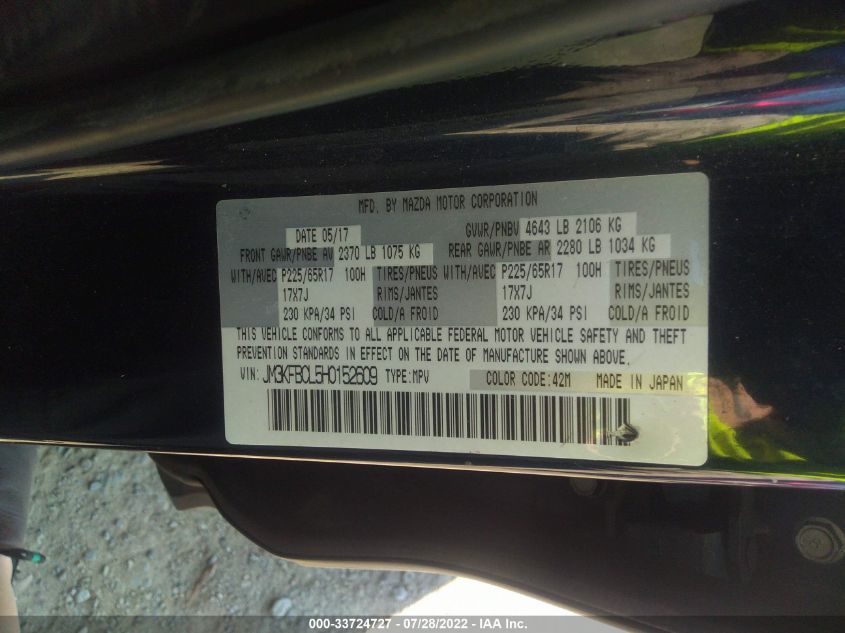 MFD. BY MAZDA MOTOR CORPORATION
DATE 05/17 GVWR/PNBV 4643 LB 2106 KG
FRONT GAWR/PNBE AV 2370 LB 1075 KG REAR GAWR/PNBE AR 2280 LB 1034 KG
WITH/AVEC P225/65R17 100H TIRES/PNEUS WITH/AVEC P225/65R17 100H TIRES/PNEUS
17X7J RIMS/JANTES 17X7J RIMS/JANTES
230 KPA/34 PSI COLD/A FROID 230 KPA/34 PSI COLD/A FROID
THIS VEHICLE CONFORMS TO ALL APPLICABLE FEDERAL MOTOR VEHICLE SAFETY AND THEFT
PREVENTION STANDARDS IN EFFECT ON THE DATE OF MANUFACTURE SHOWN ABOVE.
VIN: JM3KFBCL5H0152609 TYPE:MPV COLOR CODE:42M MADE IN JAPAN
000-33724727 - 07/28/2022 - IAA Inc.